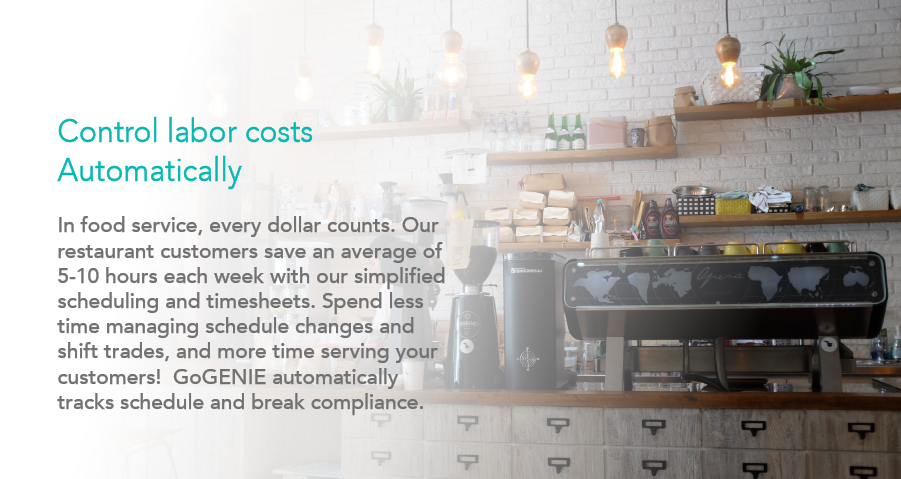 Control labor costs
Automatically
In food service, every dollar counts. Our
restaurant customers save an average of
5-10 hours each week with our simplified
scheduling and timesheets. Spend less
time managing schedule changes and
shift trades, and more time serving your
customers!  GoGENIE automatically
tracks schedule and break compliance.